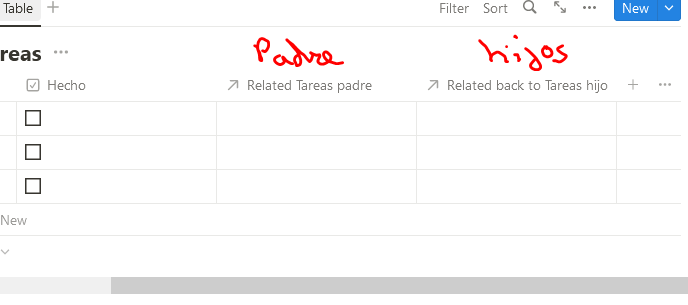 Table
Filter Sort New
reas
Padre hijos
Hecho Related Tareas padre Related back to Tareas hijo
New